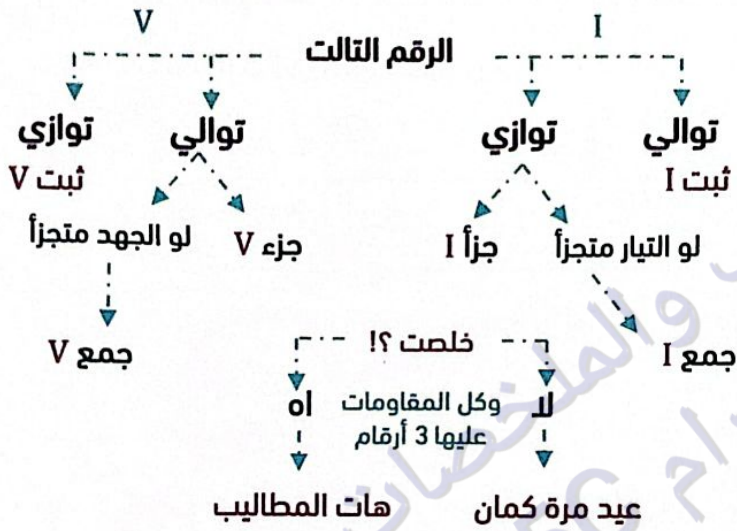 V
I
الرقم التالت
توالي
توازي
توالي
توازي
ثبت I
ثبت V
لو التيار متجزأ
جزأ I
جزء V
لو الجهد متجزأ
جمع I
جمع V
خلصت ؟!
لا
وكل المقاومات
عليها 3 أرقام
اه
عيد مرة كمان
هات المطاليب